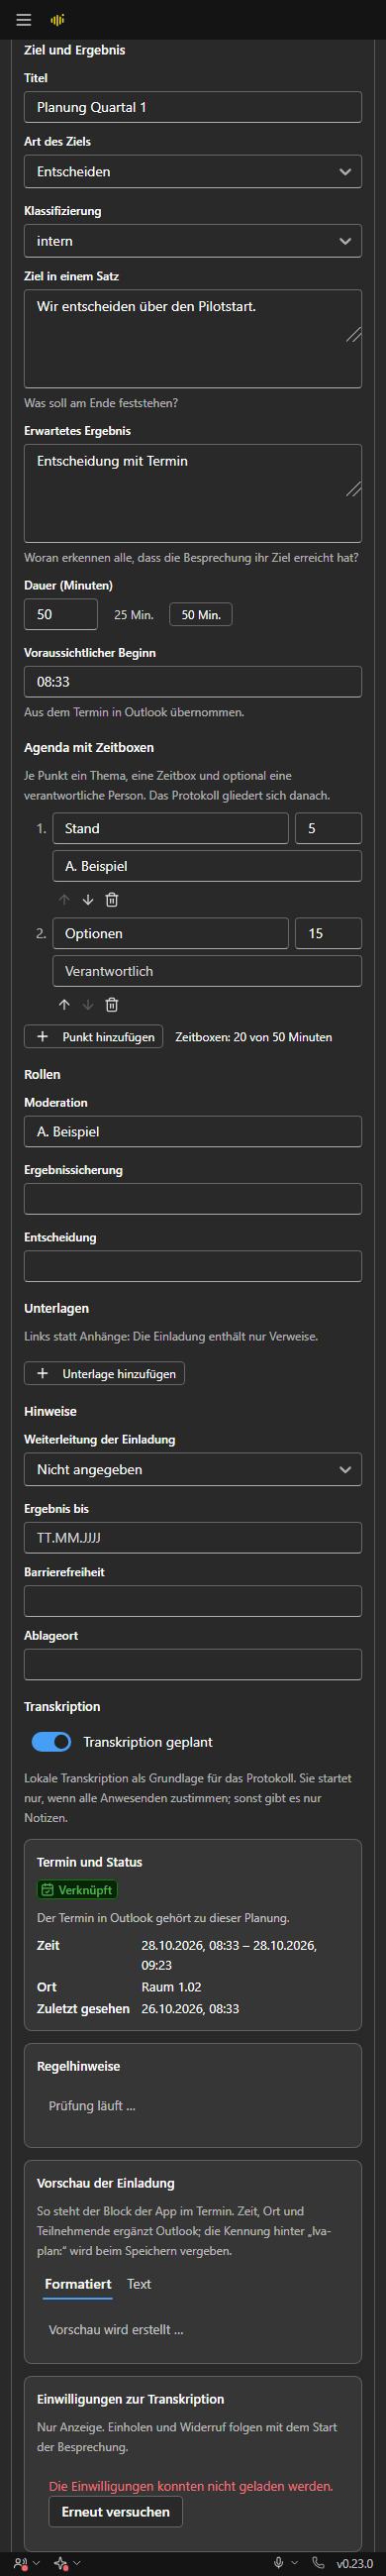 Ziel und Ergebnis
Titel
Planung Quartal 1
Art des Ziels
Entscheiden
Klassifizierung
intern
Ziel in einem Satz
Wir entscheiden über den Pilotstart.
Was soll am Ende feststehen?
Erwartetes Ergebnis
Entscheidung mit Termin
Woran erkennen alle, dass die Besprechung ihr Ziel erreicht hat?
Dauer (Minuten)
50 25 Min. 50 Min.
Voraussichtlicher Beginn
08:33
Aus dem Termin in Outlook übernommen.
Agenda mit Zeitboxen
Je Punkt ein Thema, eine Zeitbox und optional eine
verantwortliche Person. Das Protokoll gliedert sich danach.
1. Stand 5
A. Beispiel
2. Optionen 15
Verantwortlich
Punkt hinzufügen Zeitboxen: 20 von 50 Minuten
Rollen
Moderation
A. Beispiel
Ergebnissicherung
Entscheidung
Unterlagen
Links statt Anhänge: Die Einladung enthält nur Verweise.
Unterlage hinzufügen
Hinweise
Weiterleitung der Einladung
Nicht angegeben
Ergebnis bis
TT.MM.JJJJ
Barrierefreiheit
Ablageort
Transkription
Transkription geplant
Lokale Transkription als Grundlage für das Protokoll. Sie startet
nur, wenn alle Anwesenden zustimmen; sonst gibt es nur
Notizen.
Termin und Status
Verknüpft
Der Termin in Outlook gehört zu dieser Planung.
Zeit 28.10.2026, 08:33 – 28.10.2026,
09:23
Ort Raum 1.02
Zuletzt gesehen 26.10.2026, 08:33
Regelhinweise
Prüfung läuft ...
Vorschau der Einladung
So steht der Block der App im Termin. Zeit, Ort und
Teilnehmende ergänzt Outlook; die Kennung hinter „Iva-
plan:“ wird beim Speichern vergeben.
Formatiert Text
Vorschau wird erstellt ...
Einwilligungen zur Transkription
Nur Anzeige. Einholen und Widerruf folgen mit dem Start
der Besprechung.
Die Einwilligungen konnten nicht geladen werden.
Erneut versuchen
v0.23.0